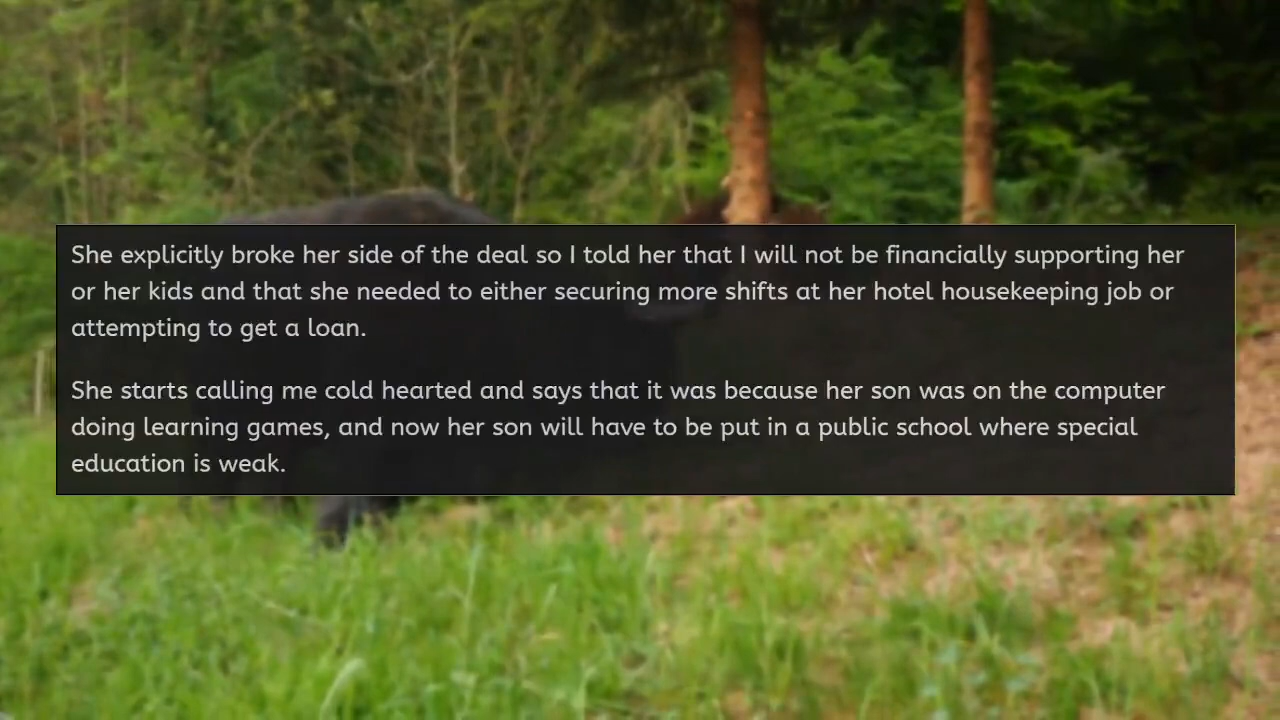 She explicitly broke her side of the deal so I told her that I will not be financially supporting her
or her kids and that she needed to either securing more shifts at her hotel housekeeping job or
attempting to get a loan.
She starts calling me cold hearted and says that it was because her son was on the computer
doing learning games, and now her son will have to be put in a public school where special
education is weak.